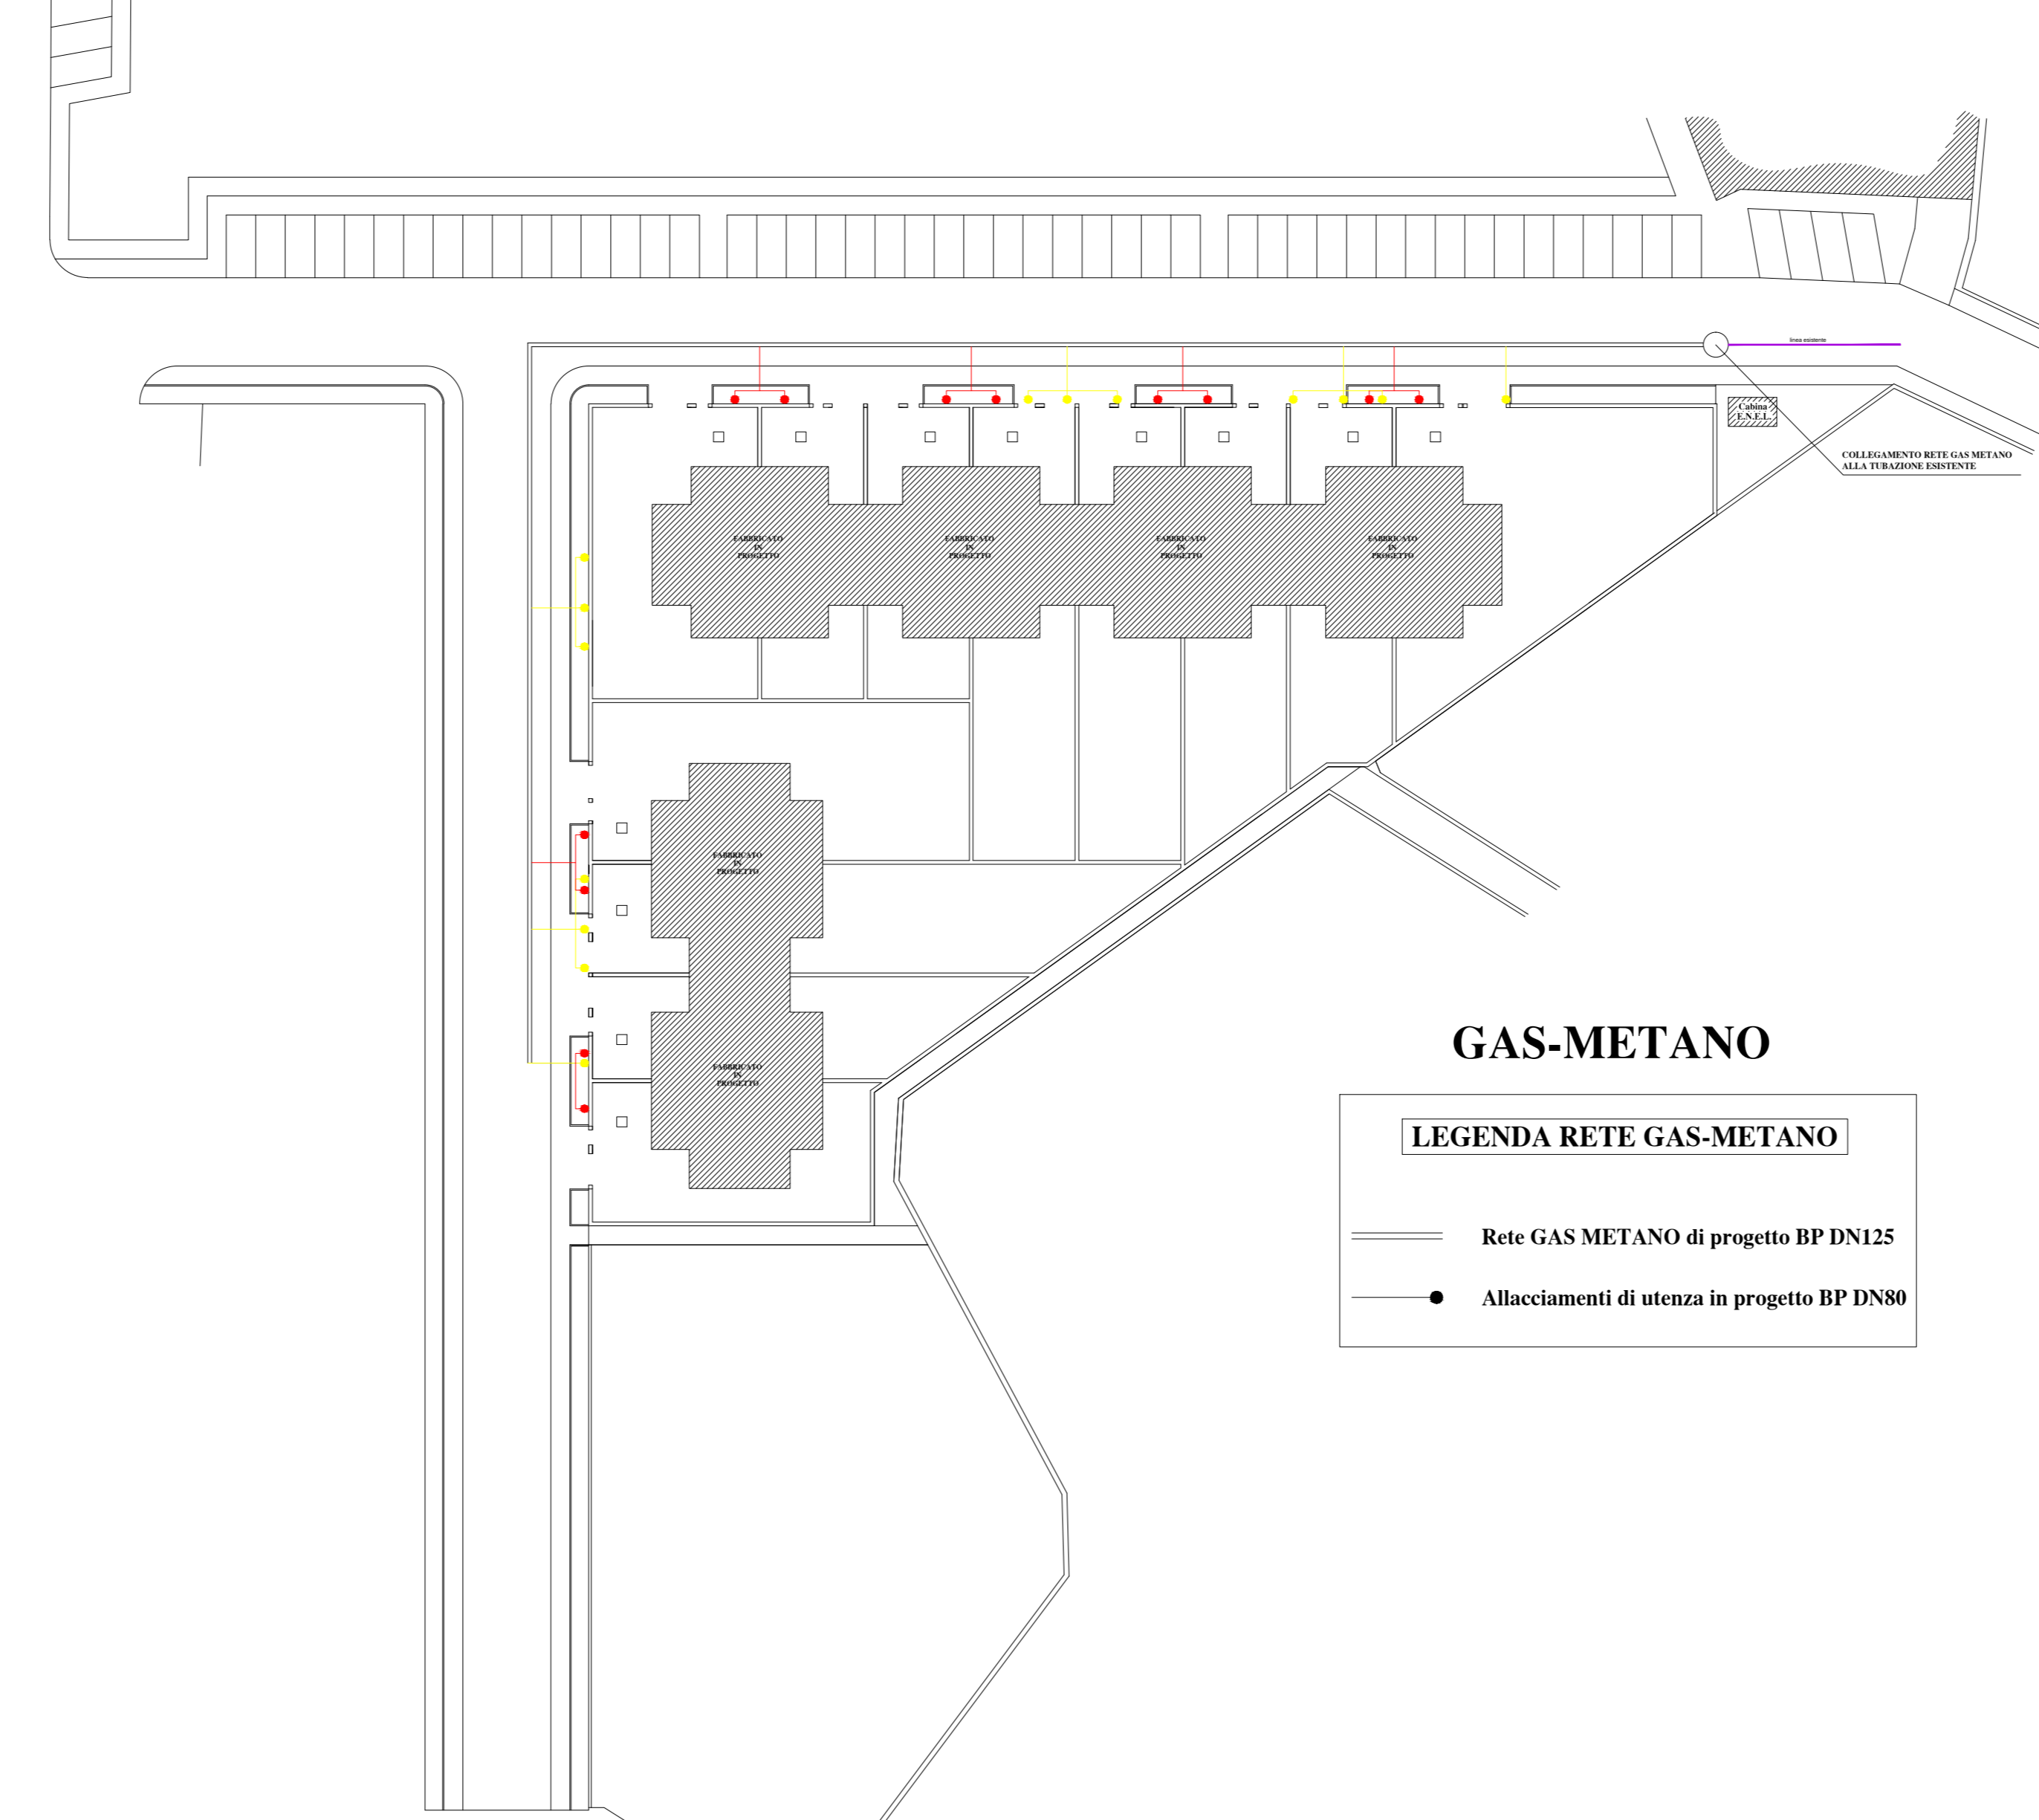 linea esistente
Cabina
E.N.E.L.
COLLEGAMENTO RETE GAS METANO
ALLA TUBAZIONE ESISTENTE
FABBRICATO
IN
PROGETTO
FABBRICATO
IN
PROGETTO
FABBRICATO
IN
PROGETTO
FABBRICATO
IN
PROGETTO
FABBRICATO
IN
PROGETTO
FABBRICATO
IN
PROGETTO
GAS-METANO
LEGENDA RETE GAS-METANO
Rete GAS METANO di progetto BP DN125
Allacciamenti di utenza in progetto BP DN80